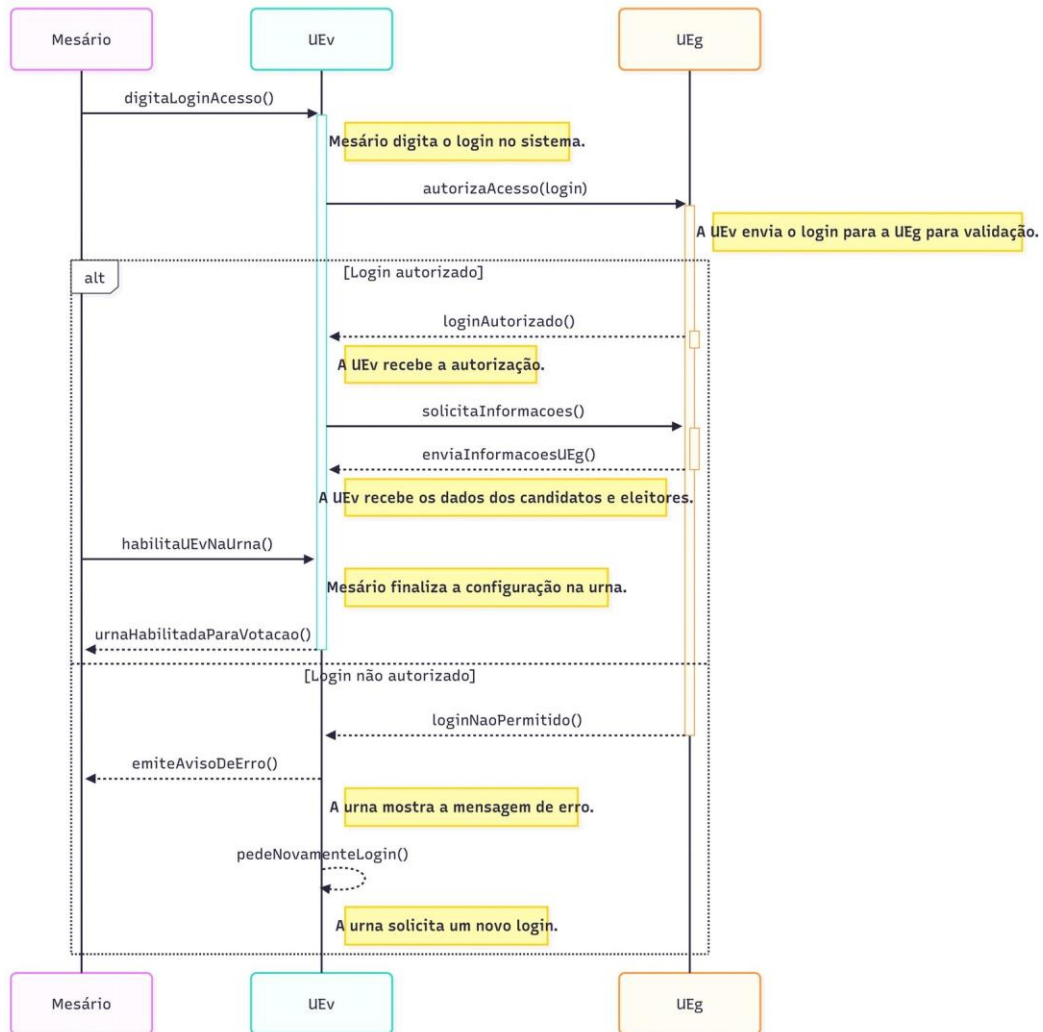 Mesário
UEv
UEg
digitaLoginAcesso()
Mesário digita o login no sistema.
autorizaAcesso(login)
A UEv envia o login para a UEg para validação.
alt
[Login autorizado]
loginAutorizado()
A UEv recebe a autorização.
solicitaInformacoes()
enviaInformacoesUEg()
A UEv recebe os dados dos candidatos e eleitores.
habilitaUEvNaUrna()
Mesário finaliza a configuração na urna.
urnaHabilitadaParaVotacao()
[Login não autorizado]
loginNaoPermitido()
emiteAvisoDeErro()
A urna mostra a mensagem de erro.
pedeNovamenteLogin()
A urna solicita um novo login.
Mesário
UEv
UEg